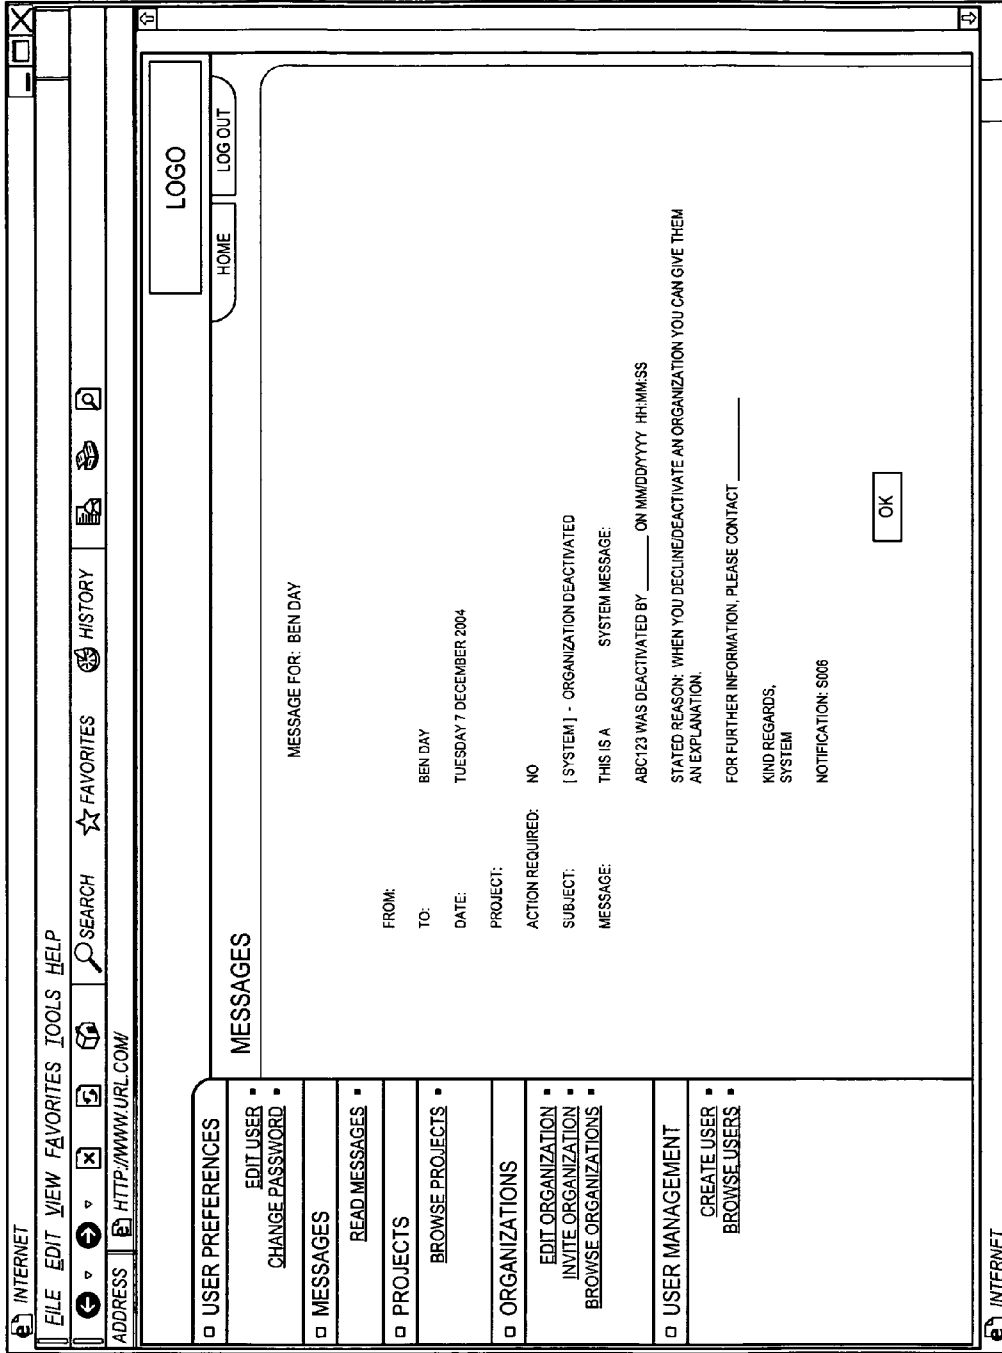 INTERNET
FILE EDIT VIEW FAVORITES TOOLS HELP
SEARCH FAVORITES HISTORY
ADDRESS HTTP://WWW.URL.COM/
LOGO
HOME LOG OUT
USER PREFERENCES
EDIT USER
CHANGE PASSWORD
MESSAGES
READ MESSAGES
PROJECTS
BROWSE PROJECTS
ORGANIZATIONS
EDIT ORGANIZATION
INVITE ORGANIZATION
BROWSE ORGANIZATIONS
USER MANAGEMENT
CREATE USER
BROWSE USERS
MESSAGES
MESSAGE FOR: BEN DAY
FROM:
TO: BEN DAY
DATE: TUESDAY 7 DECEMBER 2004
PROJECT:
ACTION REQUIRED: NO
SUBJECT: [SYSTEM] - ORGANIZATION DEACTIVATED
MESSAGE: THIS IS A SYSTEM MESSAGE:
ABC123 WAS DEACTIVATED BY ______ ON MM/DD/YYYY HH:MM:SS
STATED REASON: WHEN YOU DECLINE/DEACTIVATE AN ORGANIZATION YOU CAN GIVE THEM
AN EXPLANATION.
FOR FURTHER INFORMATION, PLEASE CONTACT ________
KIND REGARDS,
SYSTEM
NOTIFICATION: S006
OK
INTERNET